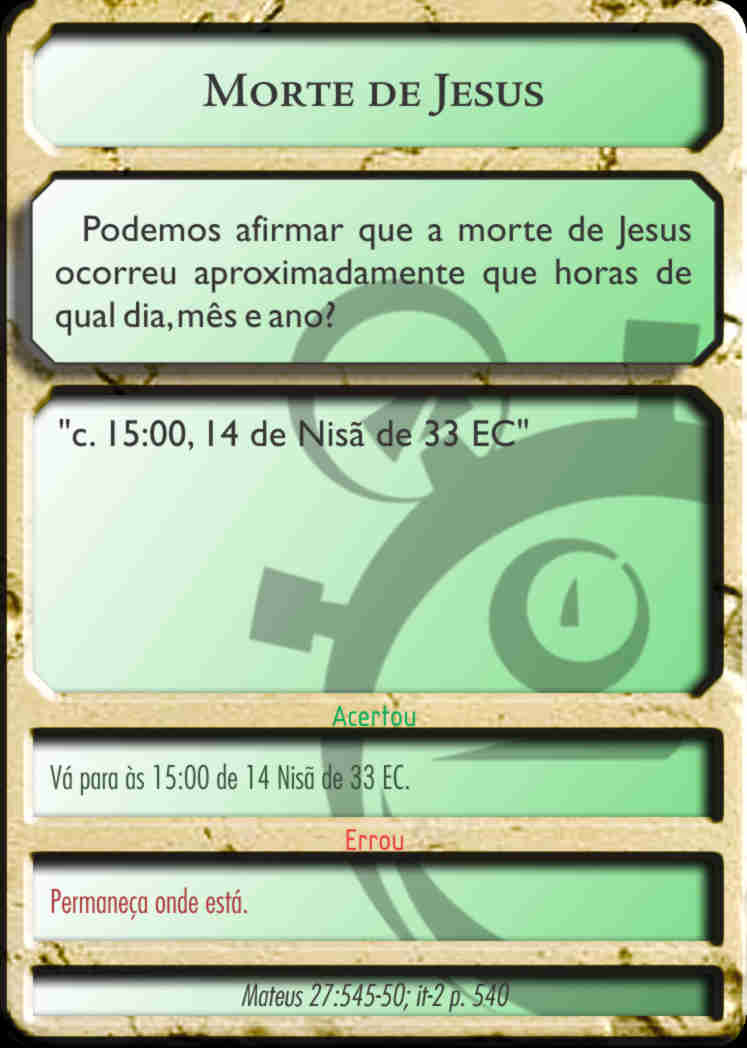 Morte de Jesus
Podemos afirmar que a morte de Jesus
ocorreu aproximadamente que horas de
qual dia, mês e ano?
"c. 15:00, 14 de Nisã de 33 EC"
Acertou
Vá para às 15:00 de 14 Nisã de 33 EC.
Errou
Permaneça onde está.
Mateus 27:545-50; it-2 p. 540